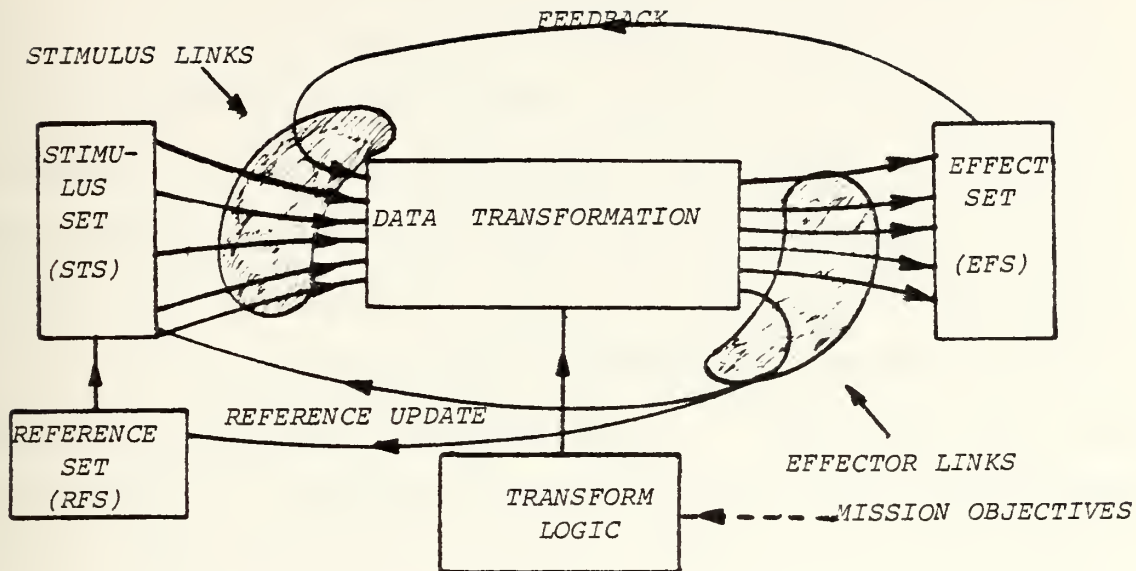 FEEDBACK
STIMULUS LINKS
STIMU-
LUS
SET
(STS)
DATA TRANSFORMATION
EFFECT
SET
(EFS)
REFERENCE UPDATE
REFERENCE
SET
(RFS)
EFFECTOR LINKS
TRANSFORM
LOGIC
MISSION OBJECTIVES